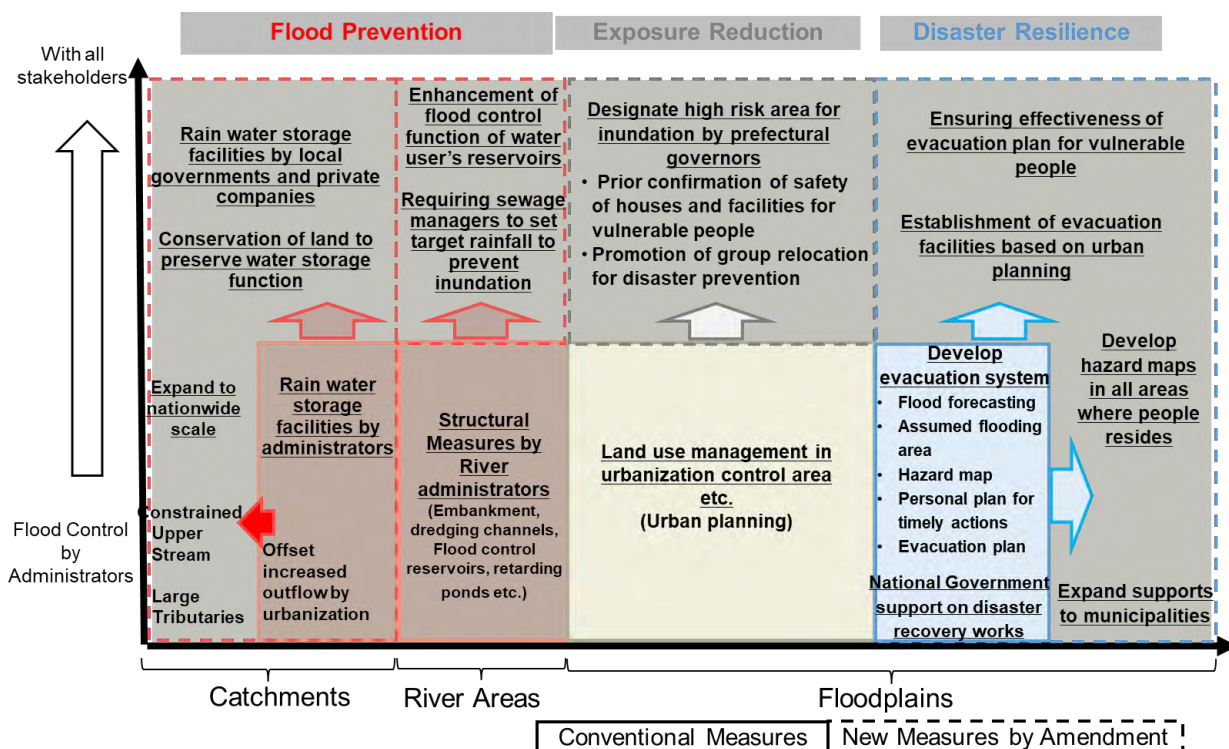 Flood Prevention
Exposure Reduction
Disaster Resilience
With all
stakeholders
Flood Control
by
Administrators
Rain water storage
facilities by local
governments and private
companies
Conservation of land to
preserve water storage
function
Enhancement of
flood control
function of water
user's reservoirs
Requiring sewage
managers to set
target rainfall to
prevent
inundation
Designate high risk area for
inundation by prefectural
governors
• Prior confirmation of safety
of houses and facilities for
vulnerable people
• Promotion of group relocation
for disaster prevention
Ensuring effectiveness of
evacuation plan for vulnerable
people
Establishment of evacuation
facilities based on urban
planning
Expand to
nationwide
scale
Constrained
Upper
Stream
Large
Tributaries
Rain water
storage
facilities by
administrators
Offset
increased
outflow by
urbanization
Structural
Measures by
River
administrators
(Embankment,
dredging channels,
Flood control
reservoirs, retarding
ponds etc.)
Land use management in
urbanization control area
etc.
(Urban planning)
Develop
evacuation system
• Flood forecasting
• Assumed flooding
area
• Hazard map
• Personal plan for
timely actions
• Evacuation plan
National Government
support on disaster
recovery works
Develop
hazard maps
in all areas
where people
resides
Expand supports
to municipalities
Catchments
River Areas
Floodplains
Conventional Measures
New Measures by Amendment